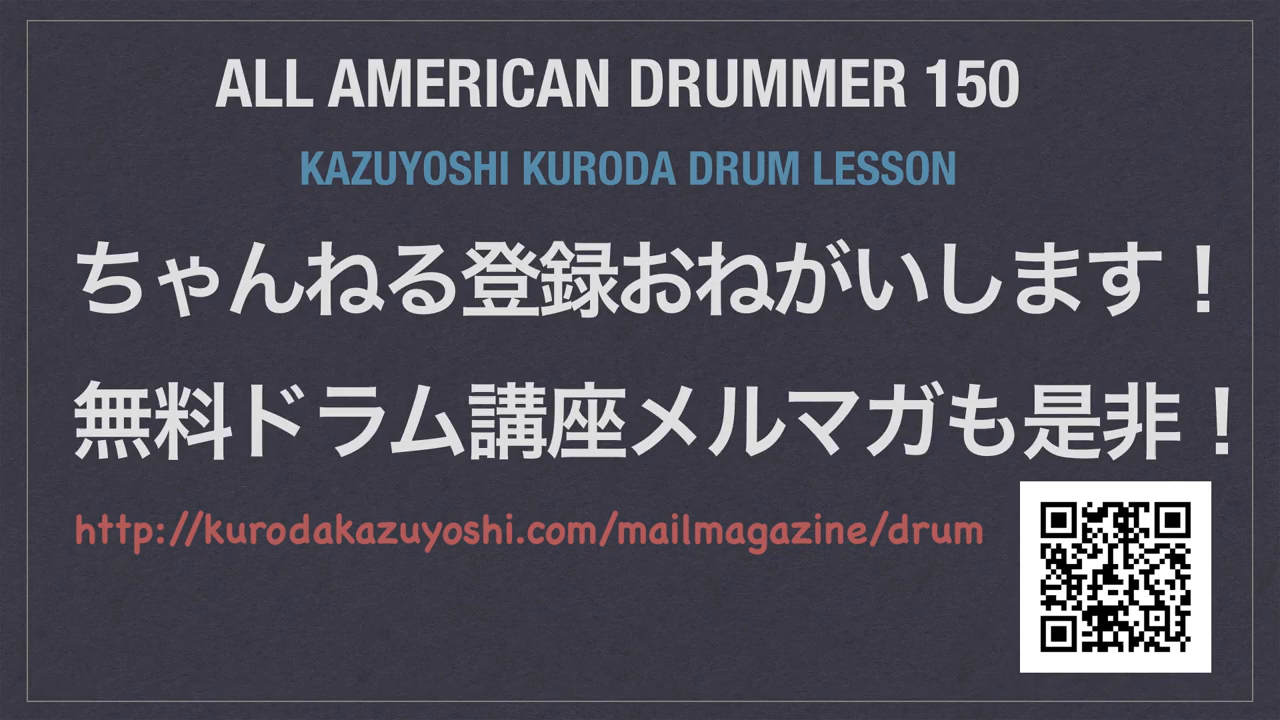 ALL AMERICAN DRUMMER 150
KAZUYOSHI KURODA DRUM LESSON
ちゃんねる登録おねがいします！
無料ドラム講座メルマガも是非！
http://kurodakazuyoshi.com/mailmagazine/drum